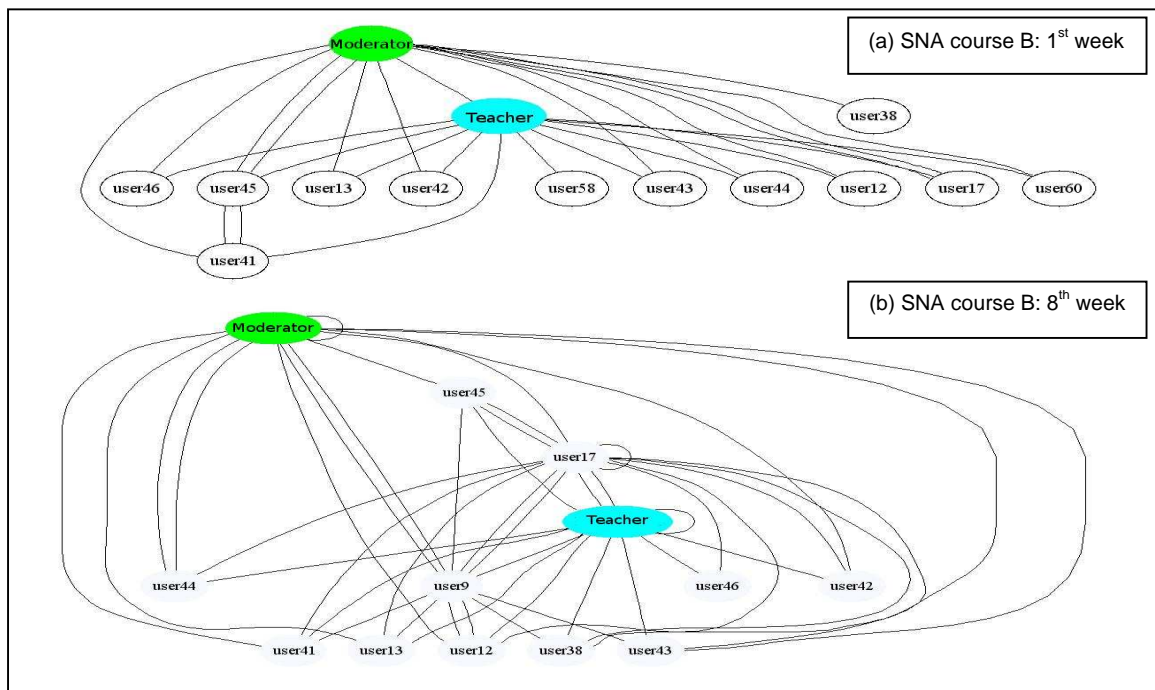 (a) SNA course B: 1st week
Moderator
user38
Teacher
user46 user45 user13 user42 user58 user43 user44 user12 user17 user60
user41
(b) SNA course B: 8th week
Moderator
user45
user17
Teacher
user44 user9 user46 user42
user41 user13 user12 user38 user43